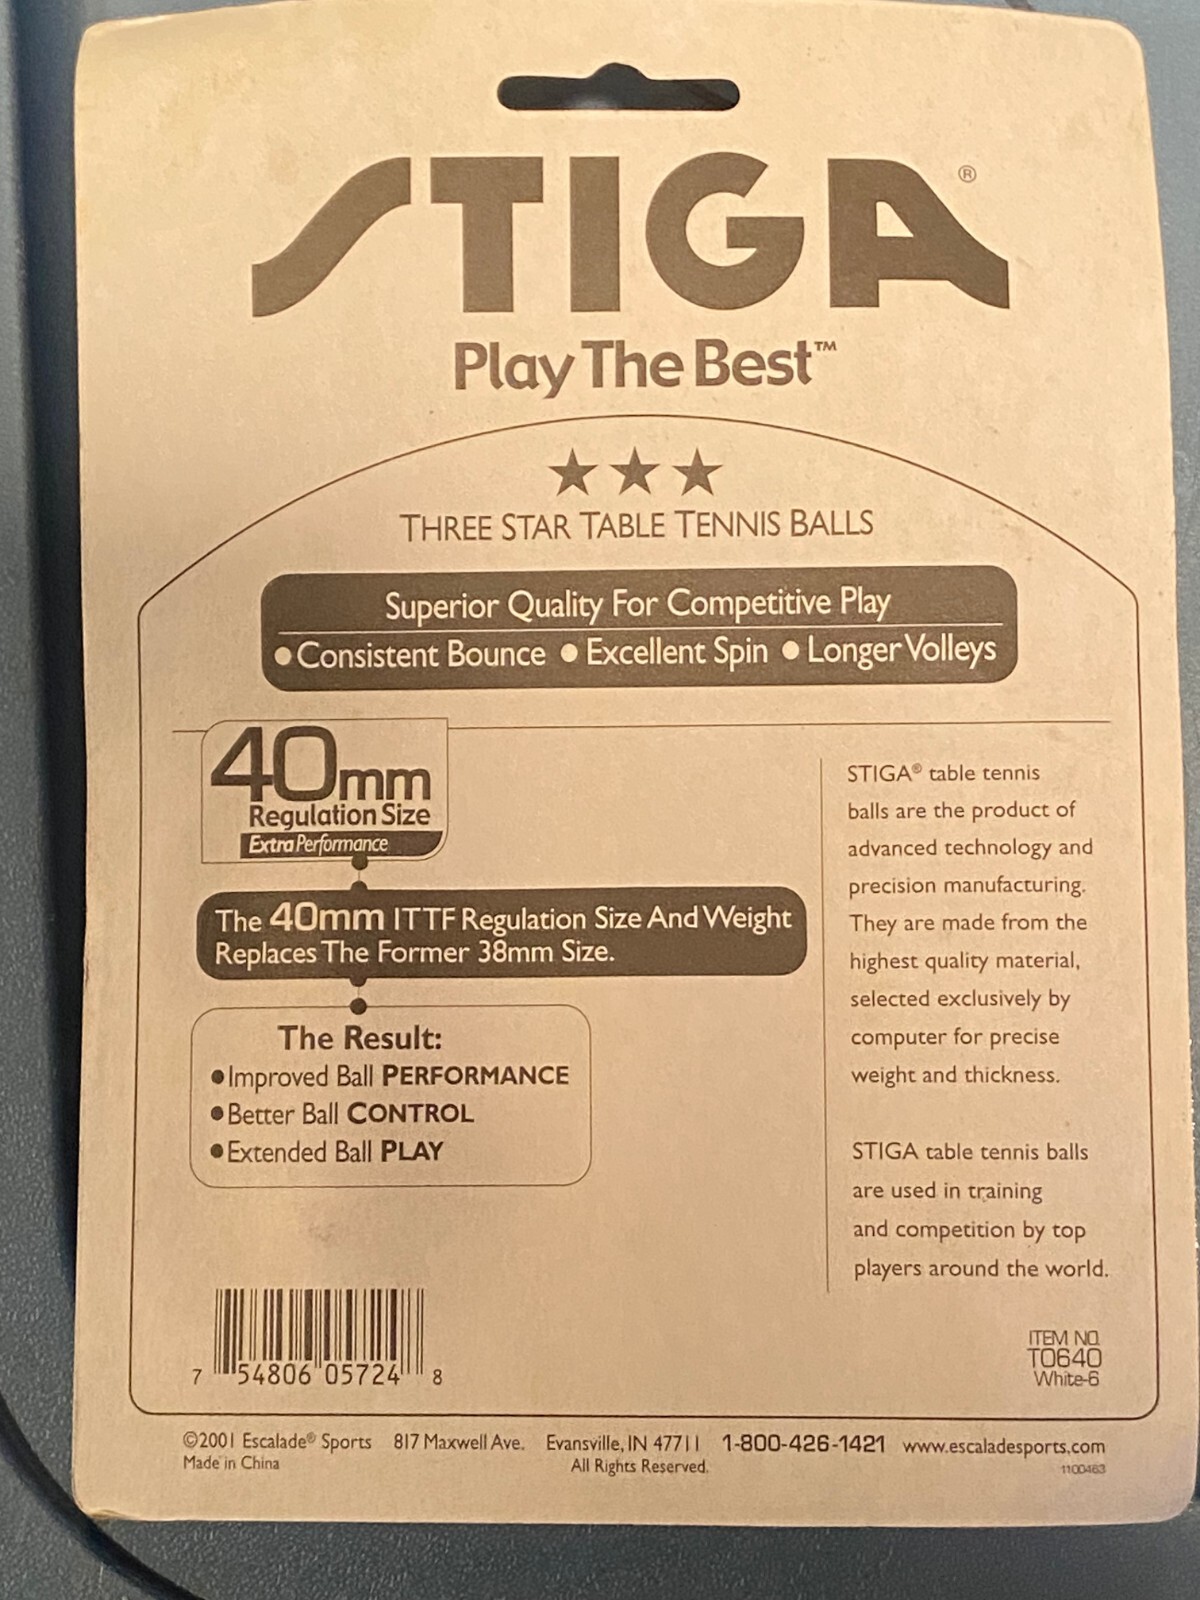 STIGA®
Play The Best™
THREE STAR TABLE TENNIS BALLS
Superior Quality For Competitive Play
• Consistent Bounce • Excellent Spin • Longer Volleys
40mm
Regulation Size
Extra Performance
The 40mm ITTF Regulation Size And Weight
Replaces The Former 38mm Size.
The Result:
• Improved Ball PERFORMANCE
• Better Ball CONTROL
• Extended Ball PLAY
STIGA® table tennis
balls are the product of
advanced technology and
precision manufacturing.
They are made from the
highest quality material,
selected exclusively by
computer for precise
weight and thickness.
STIGA table tennis balls
are used in training
and competition by top
players around the world.
7 54806 05724 8
ITEM NO.
T0640
White-6
©2001 Escalade® Sports 817 Maxwell Ave. Evansville, IN 47711 1-800-426-1421 www.escaladesports.com
Made in China All Rights Reserved. 1100463